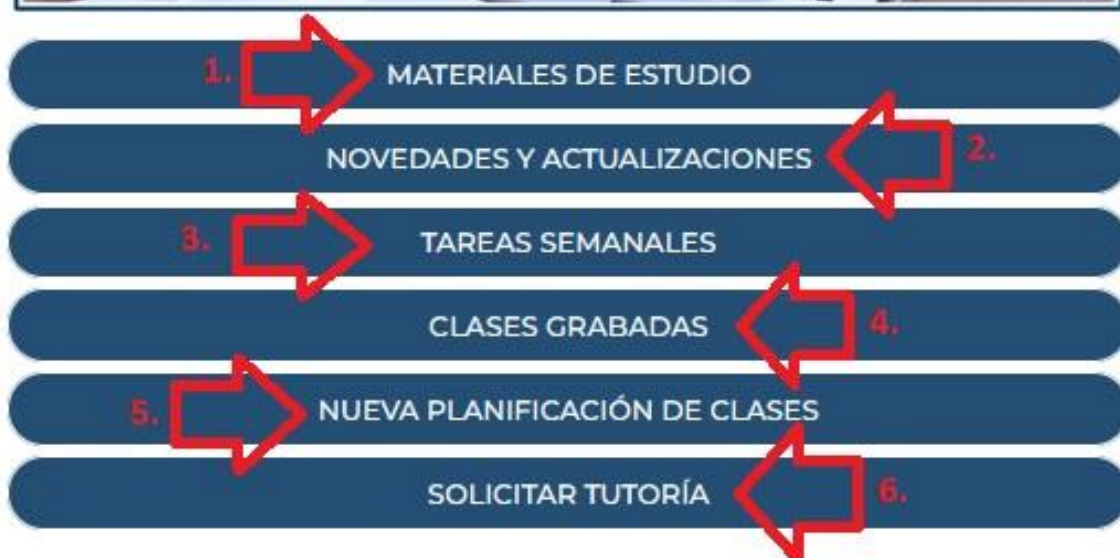 1. MATERIALES DE ESTUDIO
NOVEDADES Y ACTUALIZACIONES 2.
3. TAREAS SEMANALES
CLASES GRABADAS 4.
5. NUEVA PLANIFICACIÓN DE CLASES
SOLICITAR TUTORÍA 6.